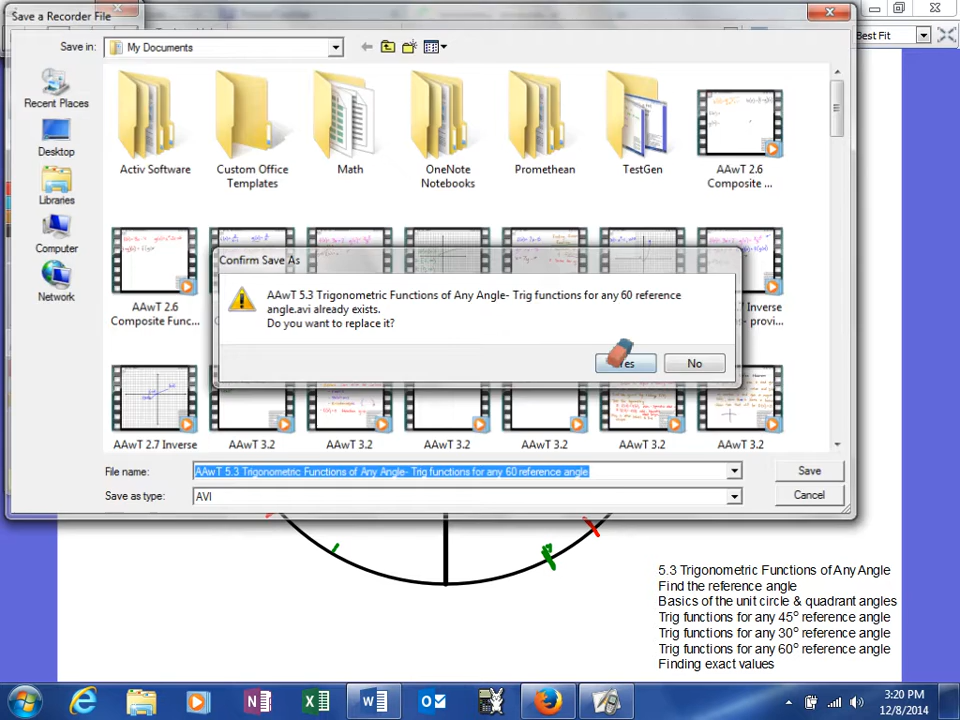 Save a Recorder File
Save in:
My Documents
Best Fit
Recent Places
Desktop
Libraries
Computer
Network
Activ Software
Custom Office
Templates
Math
OneNote
Notebooks
Promethean
TestGen
AAwT 2.6
Composite ...
AAwT 2.6
Composite Func...
Confirm Save As
AAwT 5.3 Trigonometric Functions of Any Angle- Trig functions for any 60 reference
angle.avi already exists.
Do you want to replace it?
Yes
No
7 Inverse
- provi...
AAwT 2.7 Inverse
AAwT 3.2
AAwT 3.2
AAwT 3.2
AAwT 3.2
AAwT 3.2
AAwT 3.2
File name:
AAwT 5.3 Trigonometric Functions of Any Angle- Trig functions for any 60 reference angle
Save
Save as type:
AVI
Cancel
5.3 Trigonometric Functions of Any Angle
Find the reference angle
Basics of the unit circle & quadrant angles
Trig functions for any 45° reference angle
Trig functions for any 30° reference angle
Trig functions for any 60° reference angle
Finding exact values
3:20 PM
12/8/2014